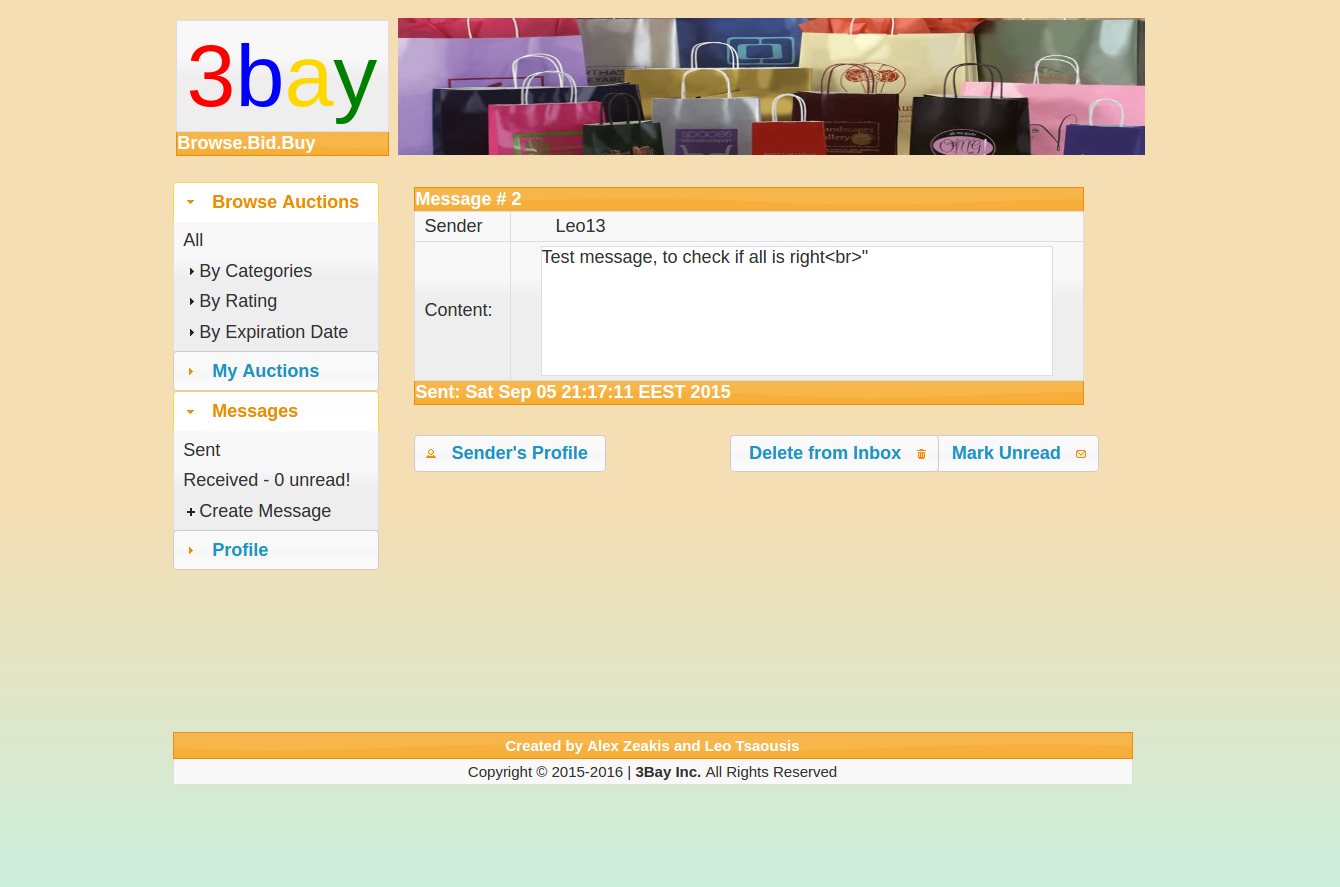 3bay
Browse.Bid.Buy
Browse Auctions
All
By Categories
By Rating
By Expiration Date
My Auctions
Messages
Sent
Received - 0 unread!
Create Message
Profile
Message # 2
Sender Leo13
Content: Test message, to check if all is right<br>"
Sent: Sat Sep 05 21:17:11 EEST 2015
Sender's Profile
Delete from Inbox
Mark Unread
spaces
OMG!
Created by Alex Zeakis and Leo Tsaousis
Copyright © 2015-2016 | 3Bay Inc. All Rights Reserved